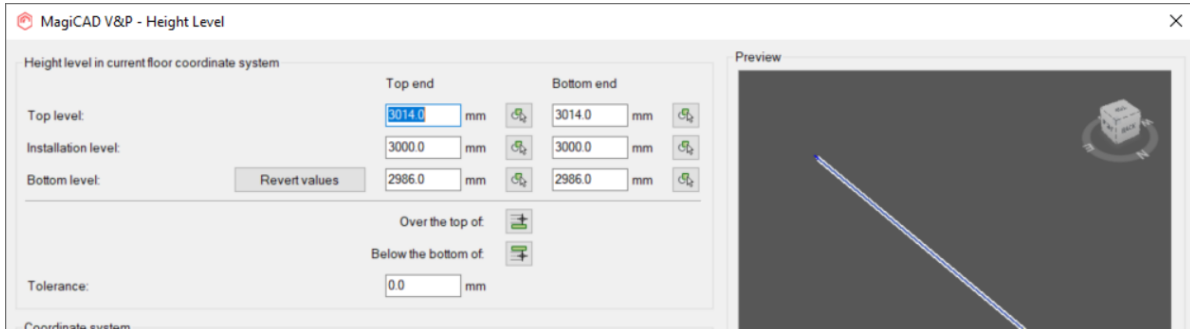 MagiCAD V&P - Height Level
Height level in current floor coordinate system
Top end Bottom end
Top level: 3014.0 mm 3014.0 mm
Installation level: 3000.0 mm 3000.0 mm
Bottom level: Revert values 2986.0 mm 2986.0 mm
Over the top of:
Below the bottom of:
Tolerance: 0.0 mm
Coordinate system
Preview
BACK
N